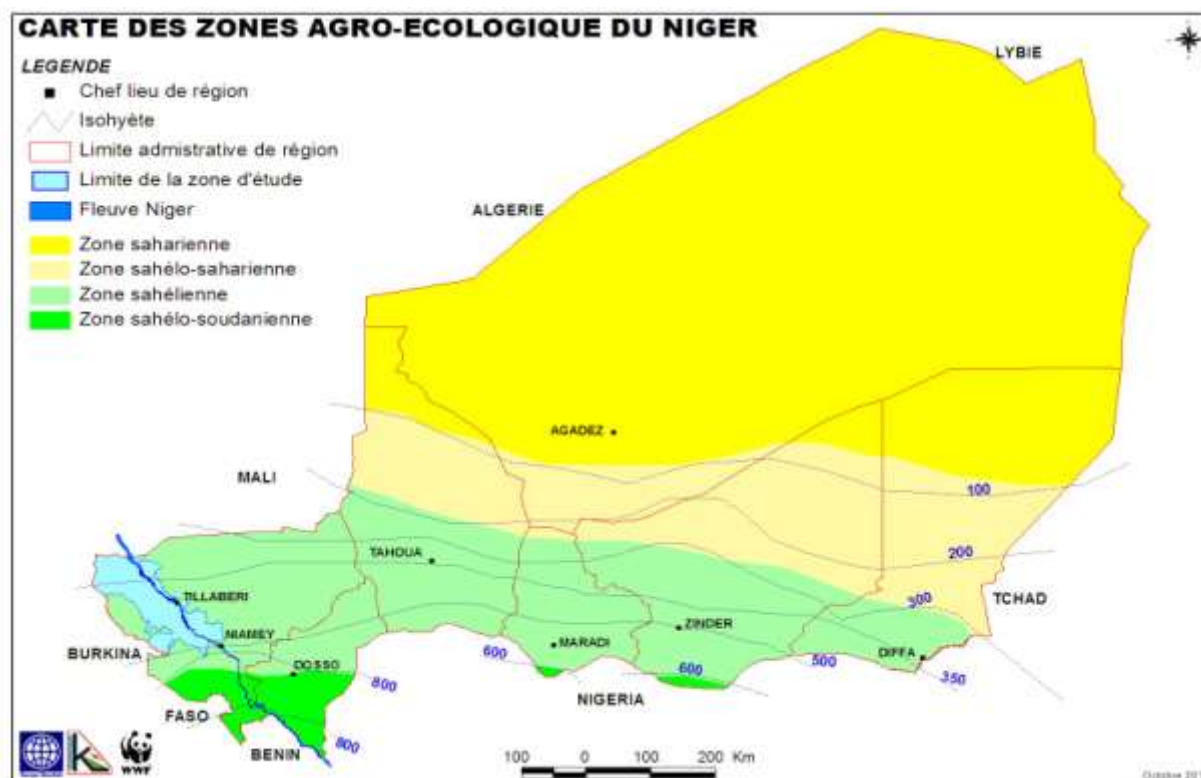 CARTE DES ZONES AGRO-ECOLOGIQUE DU NIGER
LEGENDE
Chef lieu de région
Isohyète
Limite admistrative de région
Limite de la zone d'étude
Fleuve Niger
Zone saharienne
Zone sahélo-saharienne
Zone sahélienne
Zone sahélo-soudanienne
LYBIE
ALGERIE
AGADEZ
MALI
100
200
TAHOUA
300
TCHAD
TILLABERI
ZINDER
NIAMEY
MARADI
BURKINA
600
DIFFA
DOSSO
500
600
350
800
NIGERIA
FASO
800
BENIN
WWF
100 0 100 200 Km
Octobre